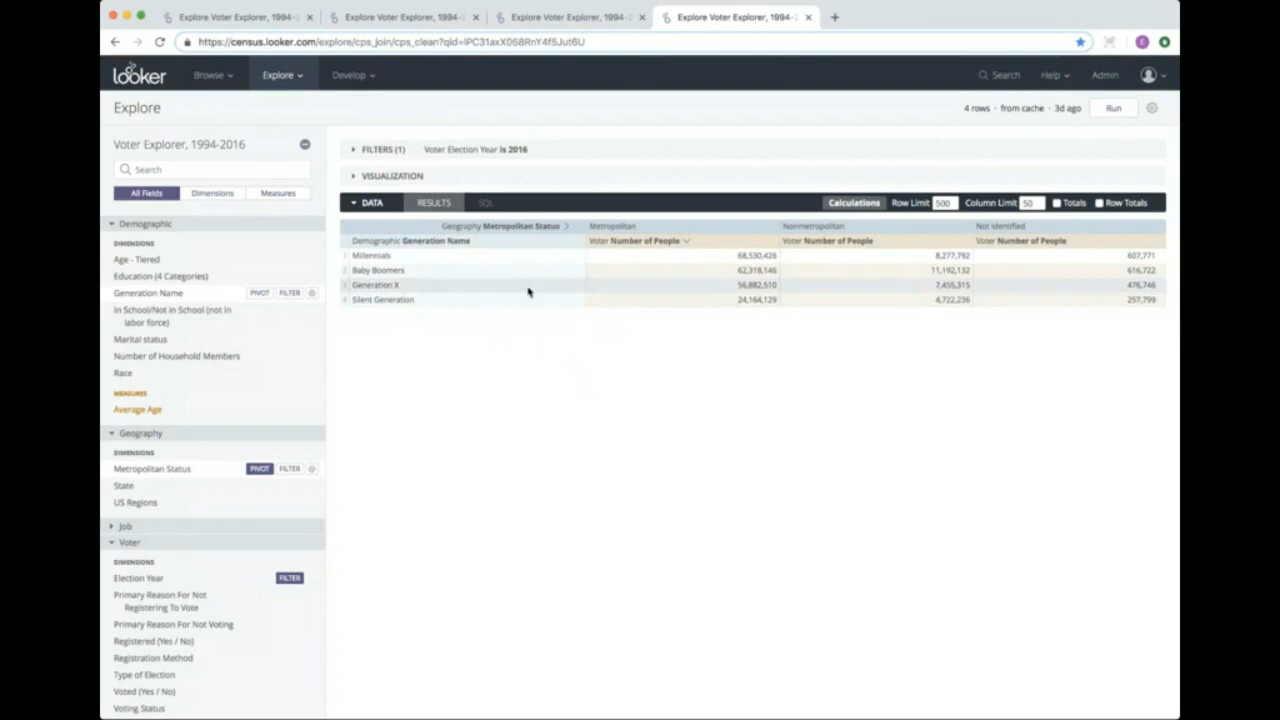 Explore Voter Explorer, 1994-2 Explore Voter Explorer, 1994- Explore Voter Explorer, 1994-2 Explore Voter Explorer, 1994-2
https://census.looker.com/explore/cps_join/cps_clean?qid=IPC31axX058RnY4f5Jut6U
looker Browse Explore Develop Search Help Admin
Explore 4 rows · from cache · 3d ago Run
Voter Explorer, 1994-2016
Search
All Fields Dimensions Measures
Demographic
DIMENSIONS
Age - Tiered
Education (4 Categories)
Generation Name PIVOT FILTER
In School/Not in School (not in
labor force)
Marital status
Number of Household Members
Race
MEASURES
Average Age
Geography
DIMENSIONS
Metropolitan Status PIVOT FILTER
State
US Regions
Job
Voter
DIMENSIONS
Election Year FILTER
Primary Reason For Not
Registering To Vote
Primary Reason For Not Voting
Registered (Yes / No)
Registration Method
Type of Election
Voted (Yes / No)
Voting Status
FILTERS (1) Voter Election Year is 2016
VISUALIZATION
DATA RESULTS SQL Calculations Row Limit 500 Column Limit 50 Totals Row Totals
Geography Metropolitan Status Metropolitan Nonmetropolitan Not Identified
Demographic Generation Name Voter Number of People Voter Number of People Voter Number of People
1 Millennials 68,530,426 8,277,792 607,771
2 Baby Boomers 62,318,146 11,192,132 616,722
3 Generation X 56,882,510 7,455,315 476,746
4 Silent Generation 24,164,129 4,722,236 257,799